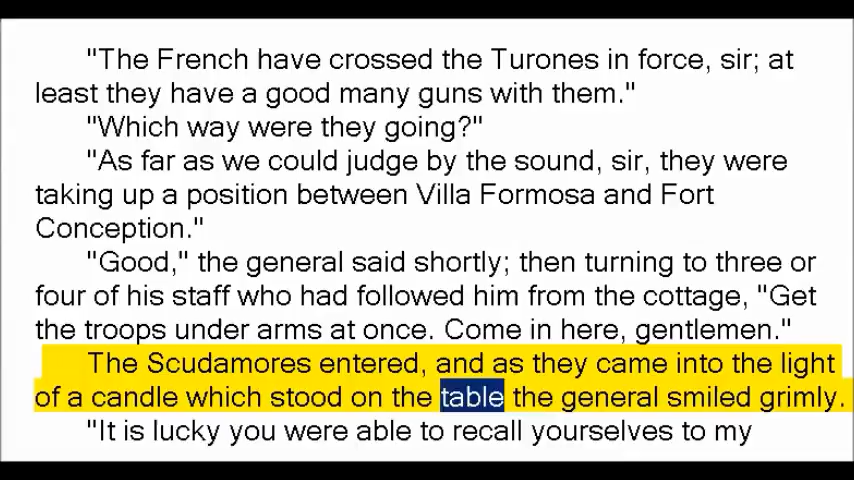 "The French have crossed the Turones in force, sir; at
least they have a good many guns with them."
"Which way were they going?"
"As far as we could judge by the sound, sir, they were
taking up a position between Villa Formosa and Fort
Conception."
"Good," the general said shortly; then turning to three or
four of his staff who had followed him from the cottage, "Get
the troops under arms at once. Come in here, gentlemen."
The Scudamores entered, and as they came into the light
of a candle which stood on the table the general smiled grimly.
"It is lucky you were able to recall yourselves to my